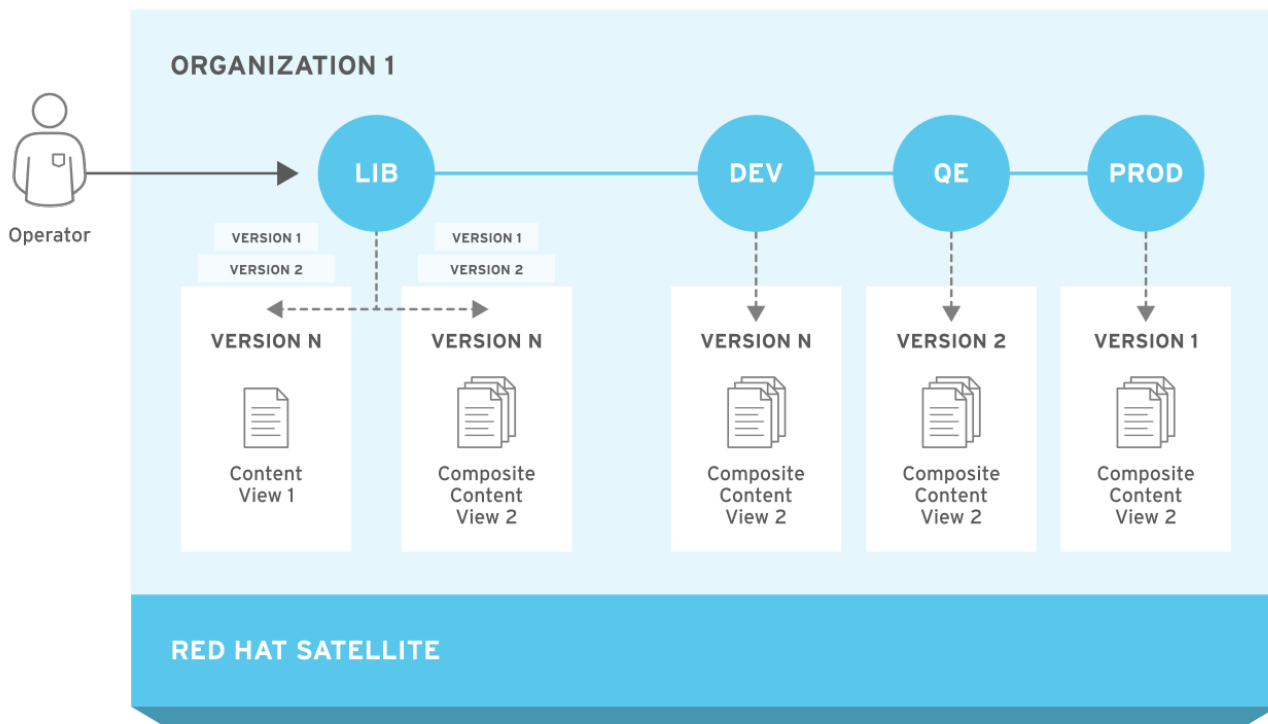 ORGANIZATION 1
LIB
DEV
QE
PROD
Operator
VERSION 1
VERSION 2
VERSION N
Content
View 1
VERSION 1
VERSION 2
VERSION N
Composite
Content
View 2
VERSION N
Composite
Content
View 2
VERSION 2
Composite
Content
View 2
VERSION 1
Composite
Content
View 2
RED HAT SATELLITE